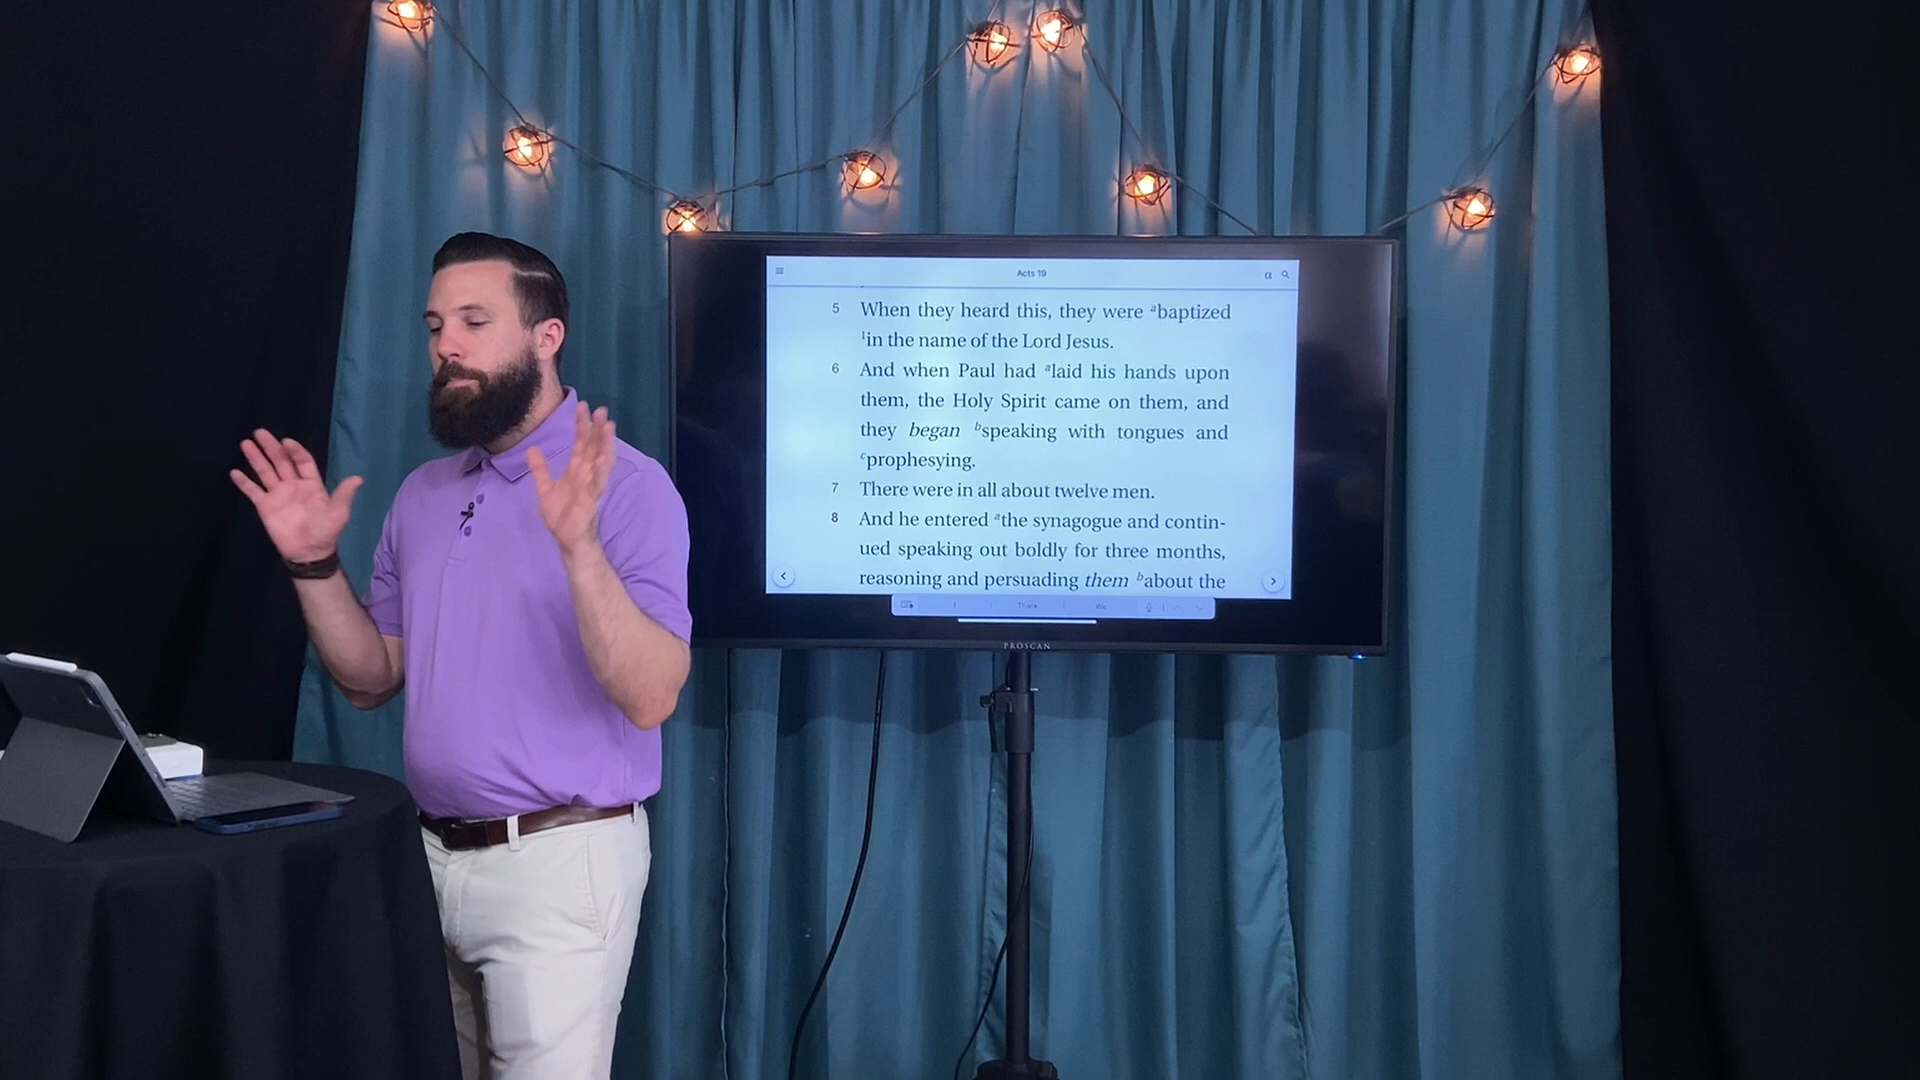 Acts 19
α
5 When they heard this, they were ᵃbaptized
¹in the name of the Lord Jesus.
6 And when Paul had ᵃlaid his hands upon
them, the Holy Spirit came on them, and
they began ᵇspeaking with tongues and
ᶜprophesying.
7 There were in all about twelve men.
8 And he entered ᵃthe synagogue and contin-
ued speaking out boldly for three months,
reasoning and persuading them ᵇabout the
PROSCAN